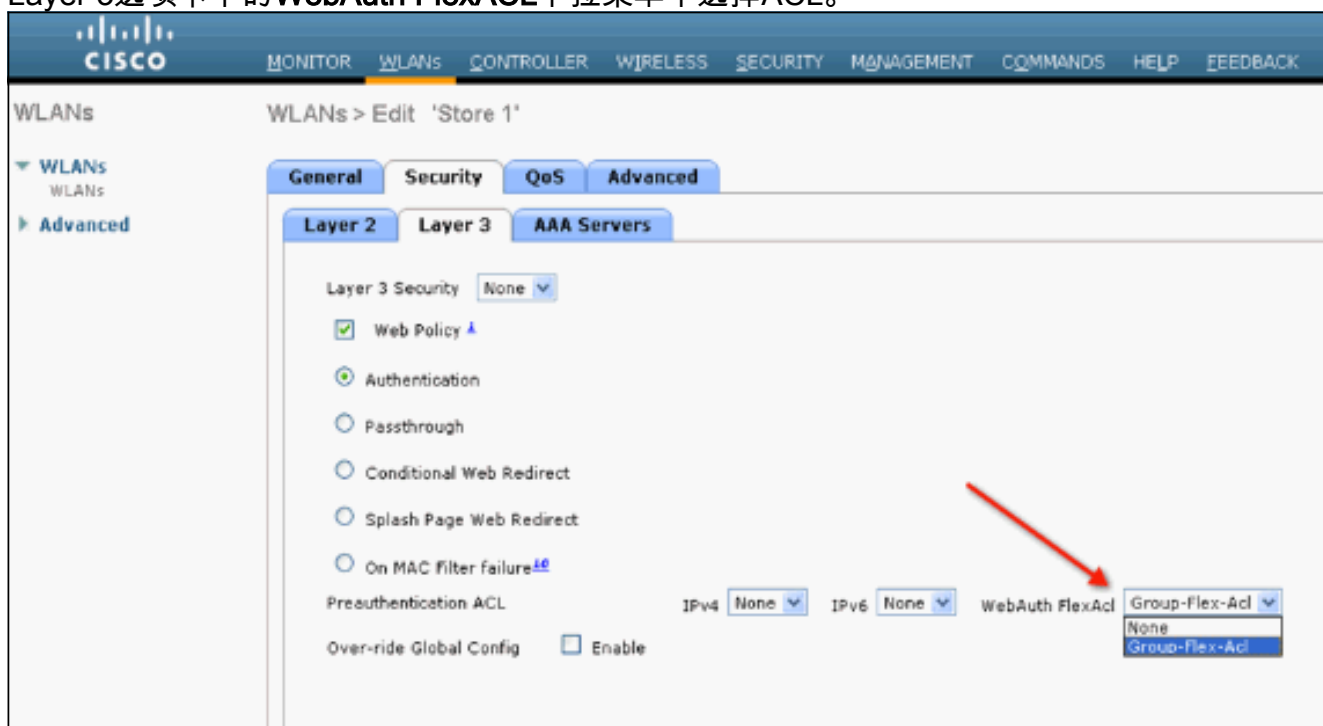 Layer 3选项卡下的WebAuth FlexACL下拉菜单中选择ACL。
CISCO
MONITOR WLANs CONTROLLER WIRELESS SECURITY MANAGEMENT COMMANDS HELP FEEDBACK
WLANs
WLANs > Edit 'Store 1'
WLANs
WLANs
Advanced
General Security QoS Advanced
Layer 2 Layer 3 AAA Servers
Layer 3 Security None
Web Policy 1
Authentication
Passthrough
Conditional Web Redirect
Splash Page Web Redirect
On MAC Filter failure10
Preauthentication ACL IPv4 None IPv6 None WebAuth FlexAcl Group-Flex-Acl
None
Group-Flex-Acl
Over-ride Global Config Enable